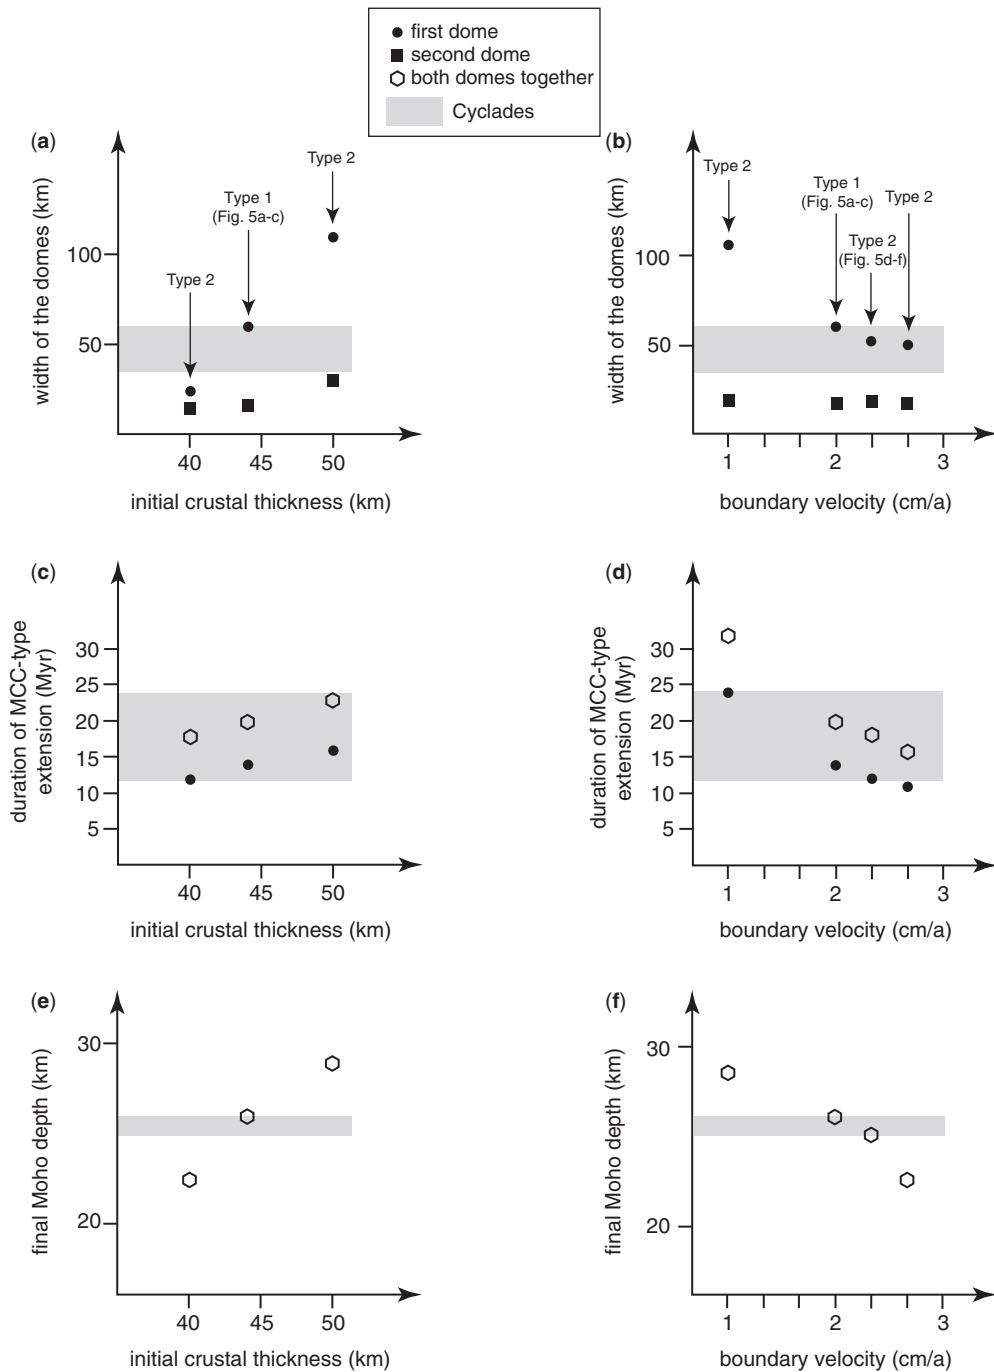 first dome
second dome
both domes together
Cyclades
(a)
Type 2
Type 1
(Fig. 5a-c)
Type 2
width of the domes (km)
100
50
40
45
50
initial crustal thickness (km)
(b)
Type 2
Type 1
(Fig. 5a-c)
Type 2
Type 2
(Fig. 5d-f)
width of the domes (km)
100
50
1
2
3
boundary velocity (cm/a)
(c)
duration of MCC-type
extension (Myr)
30
25
20
15
10
5
40
45
50
initial crustal thickness (km)
(d)
duration of MCC-type
extension (Myr)
30
25
20
15
10
5
1
2
3
boundary velocity (cm/a)
(e)
final Moho depth (km)
30
20
40
45
50
initial crustal thickness (km)
(f)
final Moho depth (km)
30
20
1
2
3
boundary velocity (cm/a)